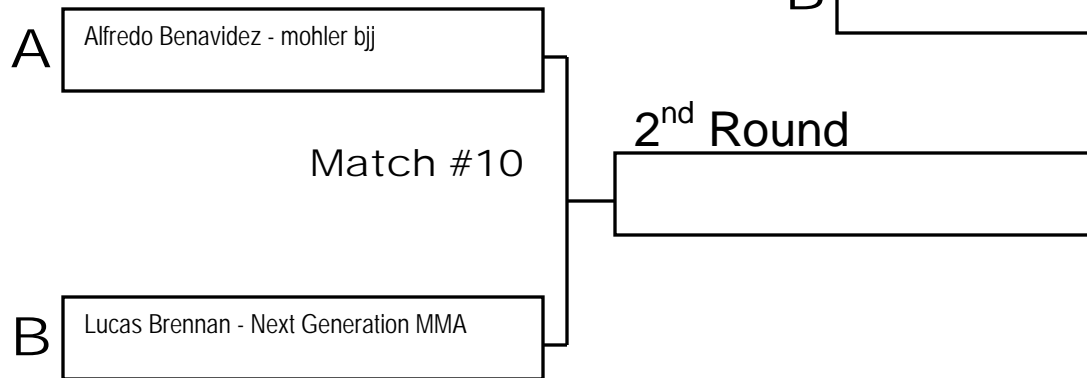 B
A
Alfredo Benavidez - mohler bjj
2nd Round
Match #10
B
Lucas Brennan - Next Generation MMA